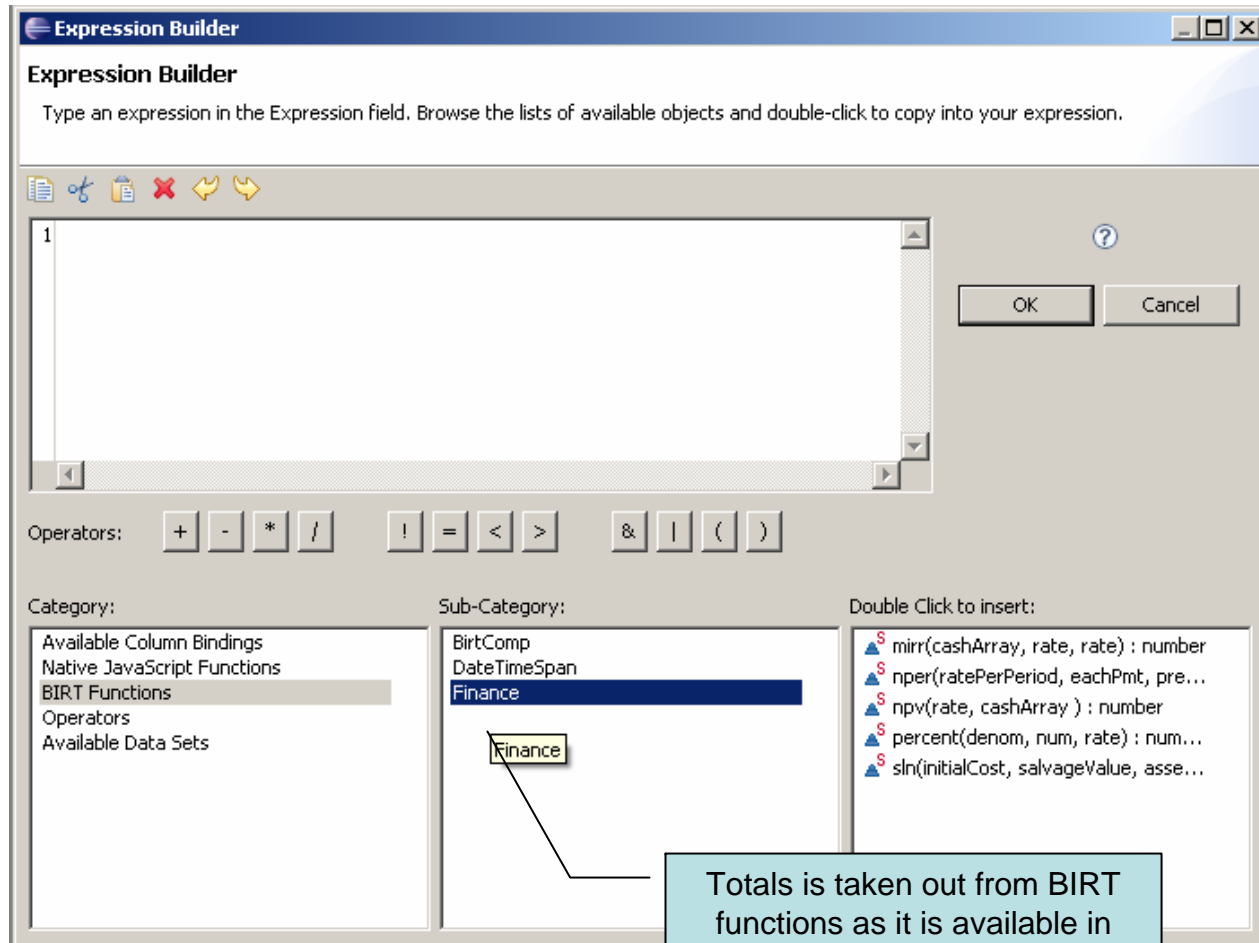 Expression Builder
Expression Builder
Type an expression in the Expression field. Browse the lists of available objects and double-click to copy into your expression.
1
OK Cancel
Operators: + - * / ! = < > & | ( )
Category:
Available Column Bindings
Native JavaScript Functions
BIRT Functions
Operators
Available Data Sets
Sub-Category:
BirtComp
DateTimeSpan
Finance
Finance
Double Click to insert:
S mirr(cashArray, rate, rate) : number
S nper(ratePerPeriod, eachPmt, pre...
S npv(rate, cashArray ) : number
S percent(denom, num, rate) : num...
S sln(initialCost, salvageValue, asse...
Totals is taken out from BIRT
functions as it is available in